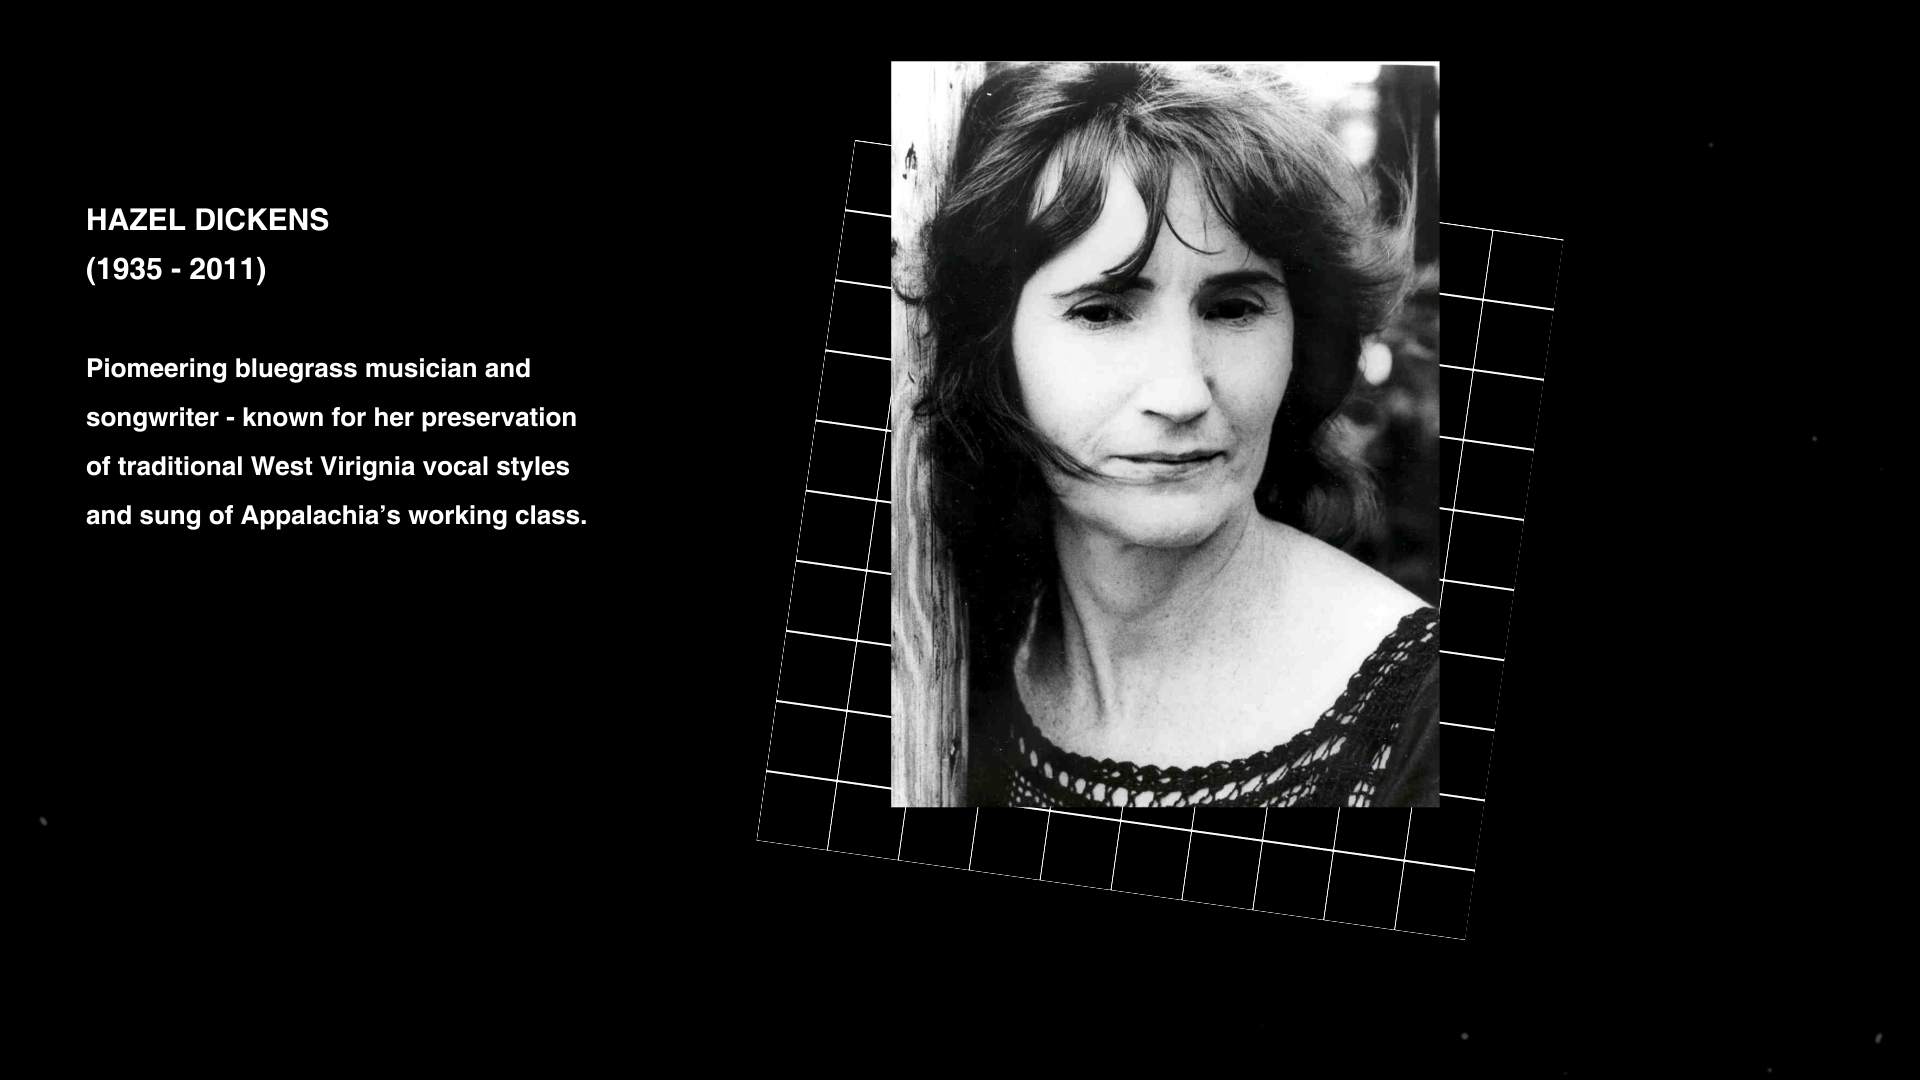 HAZEL DICKENS
(1935 - 2011)
Piomeering bluegrass musician and
songwriter - known for her preservation
of traditional West Virignia vocal styles
and sung of Appalachia’s working class.